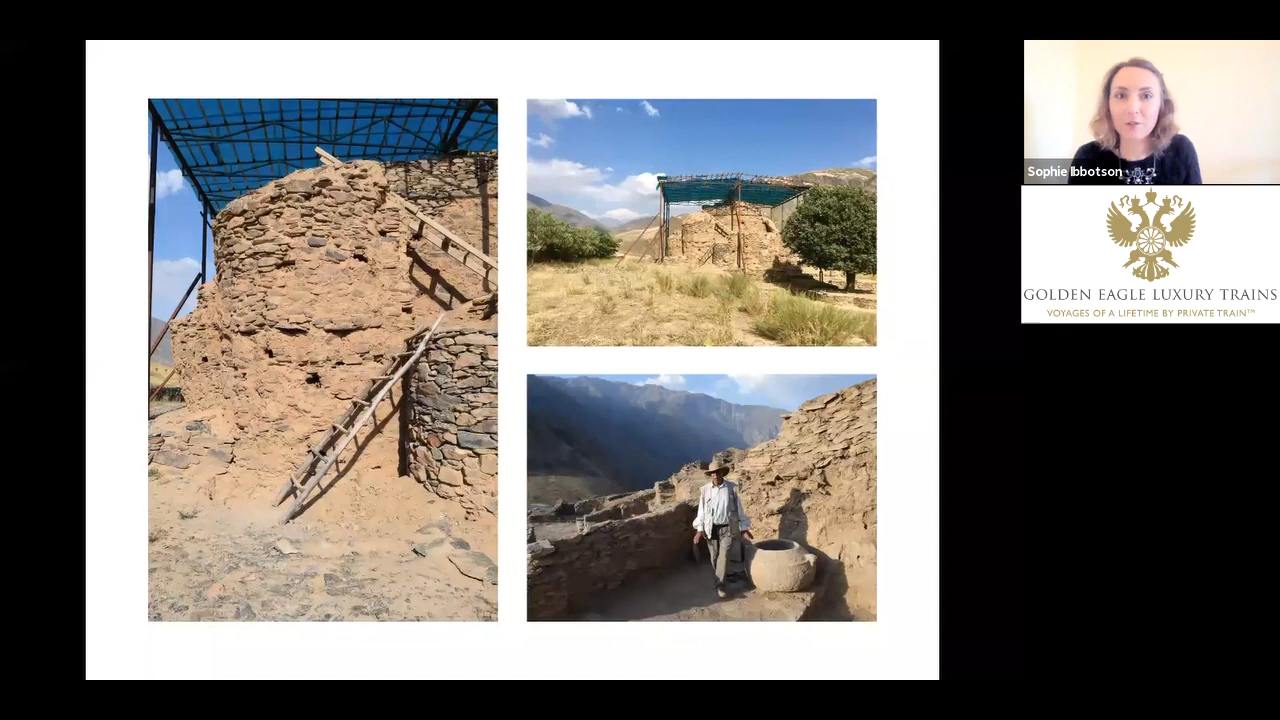 Sophie Ibbotson
GOLDEN EAGLE LUXURY TRAINS
VOYAGES OF A LIFETIME BY PRIVATE TRAIN™